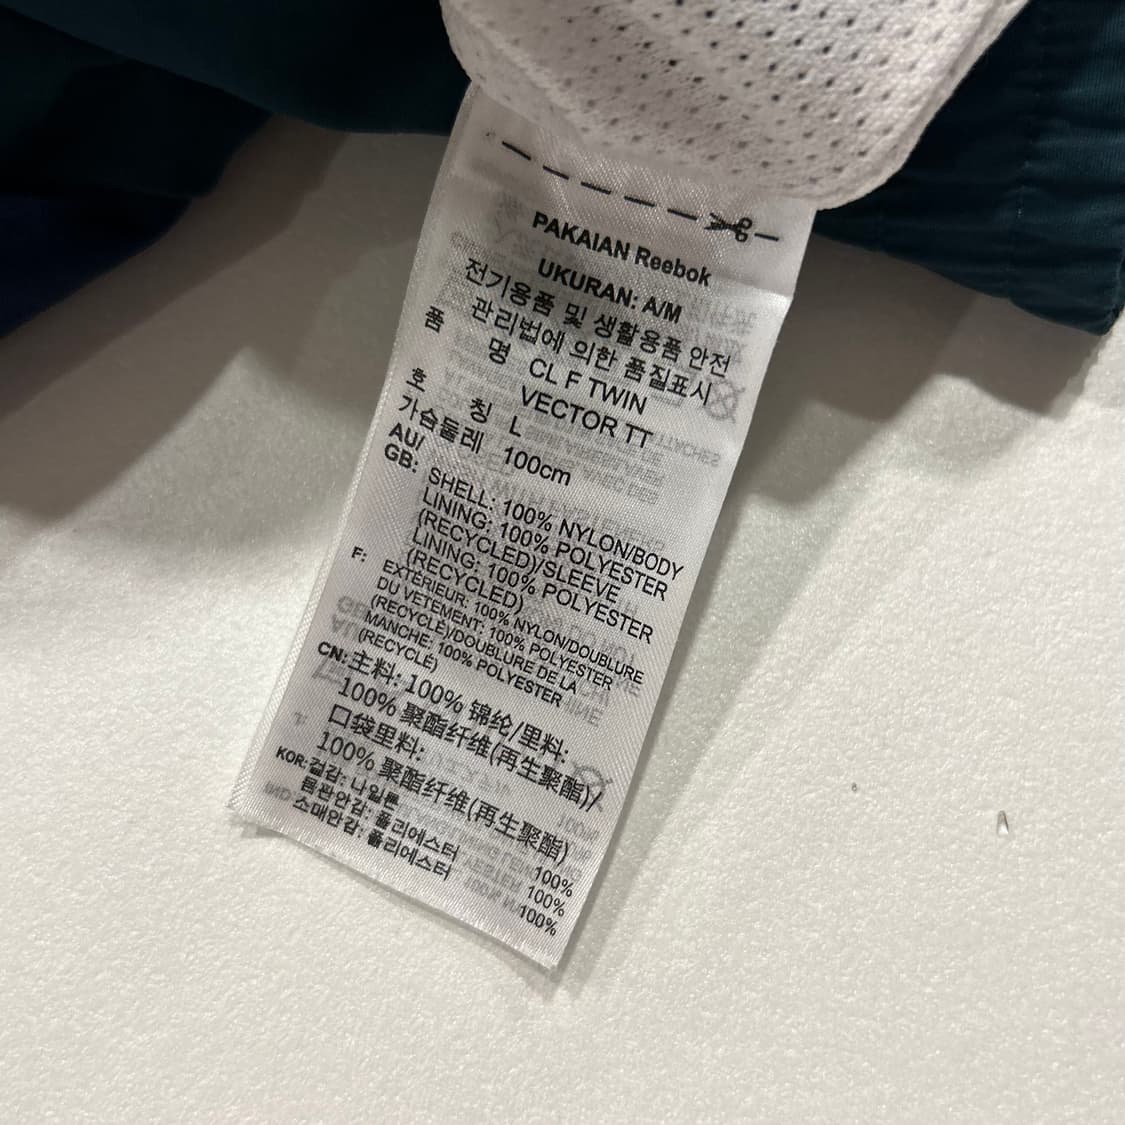 PAKAIAN Reebok
UKURAN: A/M
전기용품 및 생활용품 안전
관리법에 의한 품질표시
품 명 CL F TWIN
VECTOR TT
호 칭 L
가슴둘레 100cm
AU/
GB: SHELL: 100% NYLON/BODY
LINING: 100% POLYESTER
(RECYCLED)/SLEEVE
LINING: 100% POLYESTER
(RECYCLED)
F: EXTÉRIEUR: 100% NYLON/DOUBLURE
DU VETEMENT: 100% POLYESTER
(RECYCLÉ)/DOUBLURE DE LA
MANCHE: 100% POLYESTER
(RECYCLÉ)
CN: 主料: 100% 锦纶/里料:
100% 聚酯纤维(再生聚酯)/
口袋里料:
100% 聚酯纤维(再生聚酯)
KOR: 겉감: 나일론 100%
몸판안감: 폴리에스터 100%
소매안감: 폴리에스터 100%